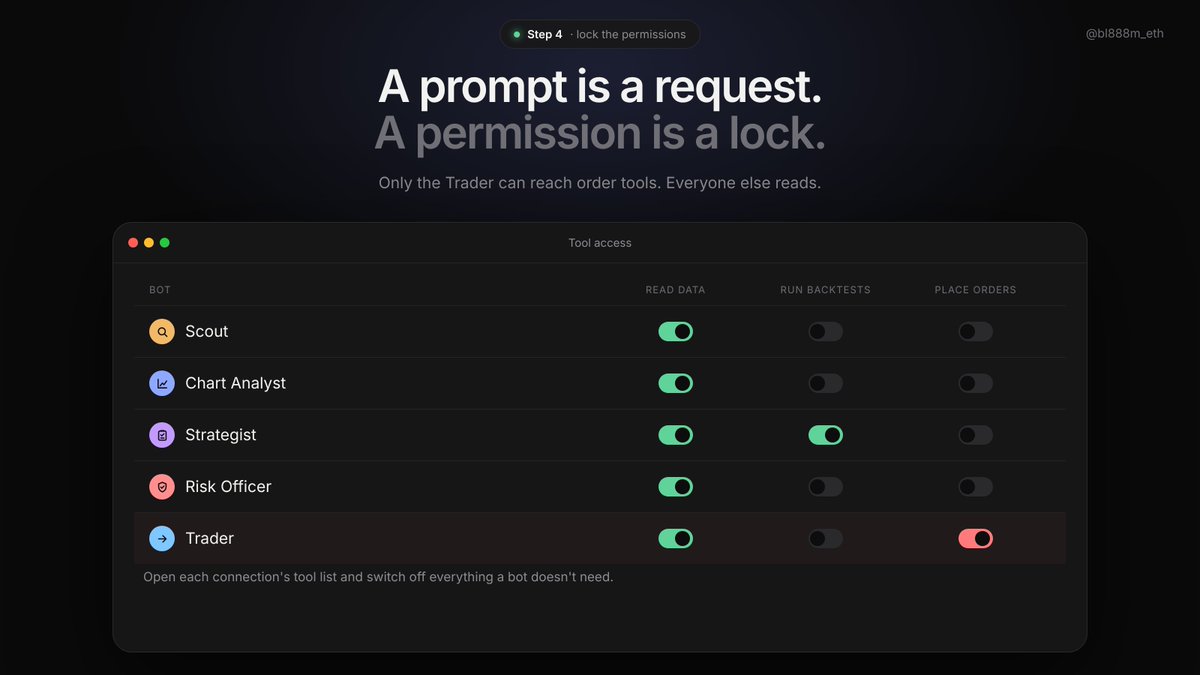 Step 4 · lock the permissions
@bl888m_eth
A prompt is a request.
A permission is a lock.
Only the Trader can reach order tools. Everyone else reads.
Tool access
BOT READ DATA RUN BACKTESTS PLACE ORDERS
Scout
Chart Analyst
Strategist
Risk Officer
Trader
Open each connection's tool list and switch off everything a bot doesn't need.